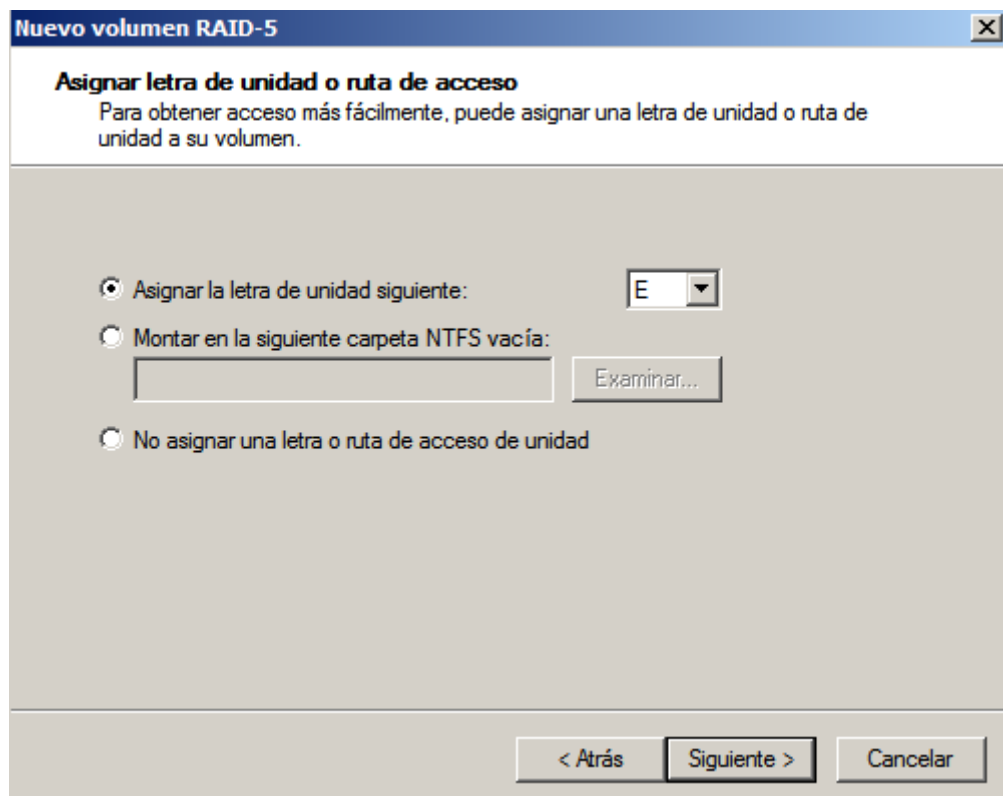 Nuevo volumen RAID-5
Asignar letra de unidad o ruta de acceso
Para obtener acceso más fácilmente, puede asignar una letra de unidad o ruta de
unidad a su volumen.
Asignar la letra de unidad siguiente: E
Montar en la siguiente carpeta NTFS vacía:
Examinar...
No asignar una letra o ruta de acceso de unidad
< Atrás Siguiente > Cancelar